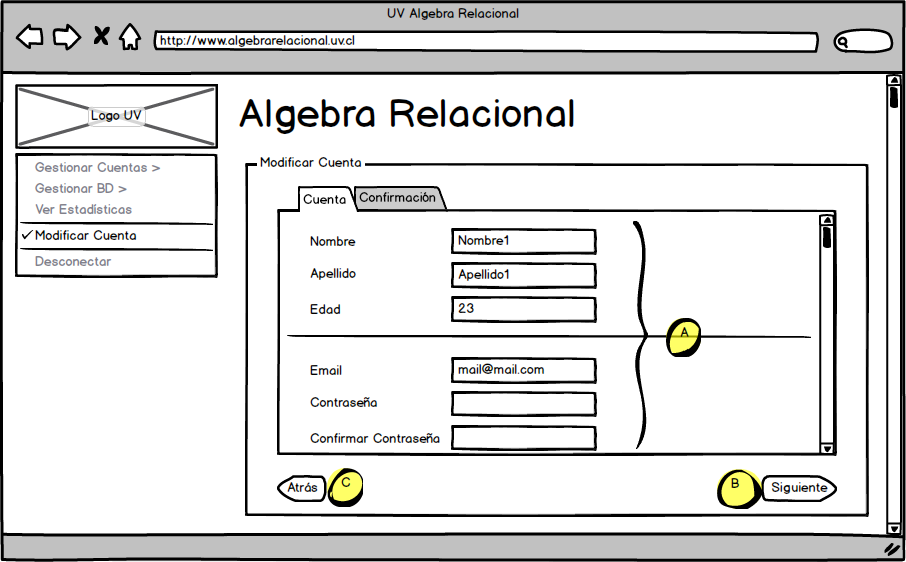 UV Algebra Relacional
http://www.algebrarelacional.uv.cl
Logo UV
Algebra Relacional
Gestionar Cuentas >
Gestionar BD >
Ver Estadísticas
Modificar Cuenta
Desconectar
Modificar Cuenta
Cuenta
Confirmación
Nombre
Nombre1
Apellido
Apellido1
Edad
23
A
Email
mail@mail.com
Contraseña
Confirmar Contraseña
Atrás
C
B
Siguiente